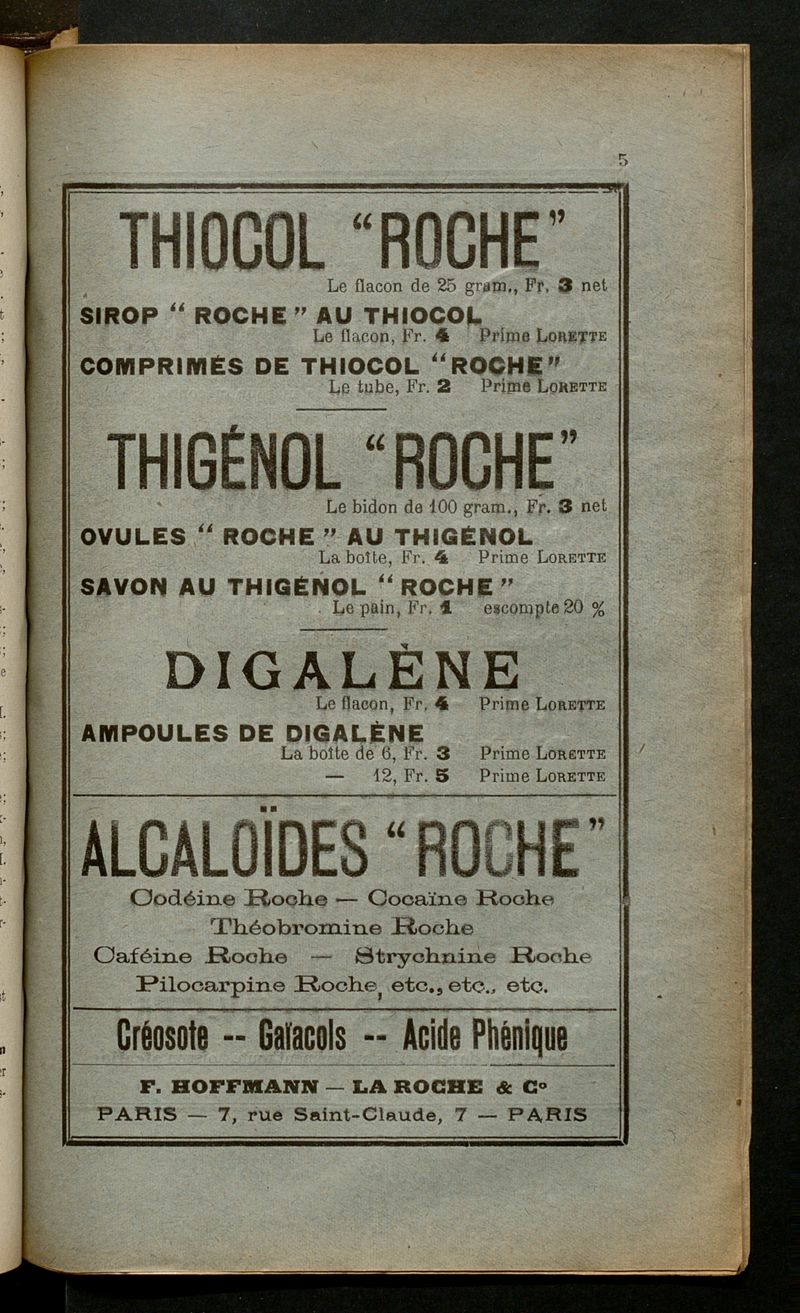 5
THIOCOL “ROCHE”
Le flacon de 25 gram., Fr. 3 net
SIROP “ ROCHE ” AU THIOCOL
Le flacon, Fr. 4 Prime LORETTE
COMPRIMÉS DE THIOCOL “ROCHE”
Le tube, Fr. 2 Prime LORETTE
THIGÉNOL “ROCHE”
Le bidon de 100 gram., Fr. 3 net
OVULES “ ROCHE ” AU THIGÉNOL
La boîte, Fr. 4 Prime LORETTE
SAVON AU THIGÉNOL “ ROCHE ”
Le pain, Fr. 1 escompte 20 %
DIGALÈNE
Le flacon, Fr. 4 Prime LORETTE
AMPOULES DE DIGALÈNE
La boîte de 6, Fr. 3 Prime LORETTE
— 12, Fr. 5 Prime LORETTE
ALCALOÏDES “ROCHE”
Codéine Roche — Cocaïne Roche
Théobromine Roche
Caféine Roche — Strychnine Roche
Pilocarpine Roche, etc., etc., etc.
Créosote -- Gaïacols -- Acide Phénique
F. HOFFMANN — LA ROCHE & Cº
PARIS — 7, rue Saint-Claude, 7 — PARIS